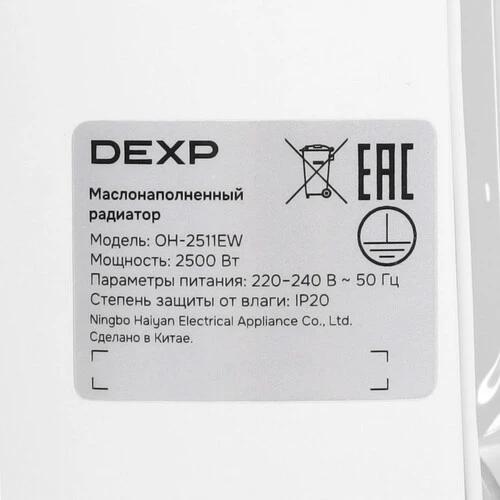 DEXP
EAC
Маслонаполненный
радиатор
Модель: OH-2511EW
Мощность: 2500 Вт
Параметры питания: 220–240 В ~ 50 Гц
Степень защиты от влаги: IP20
Ningbo Haiyan Electrical Appliance Co., Ltd.
Сделано в Китае.